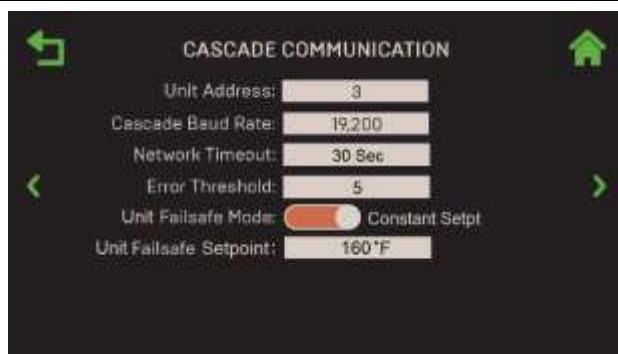 CASCADE COMMUNICATION
Unit Address: 3
Cascade Baud Rate: 19,200
Network Timeout: 30 Sec
Error Threshold: 5
Unit Failsafe Mode: Constant Setpt
Unit Failsafe Setpoint: 160°F